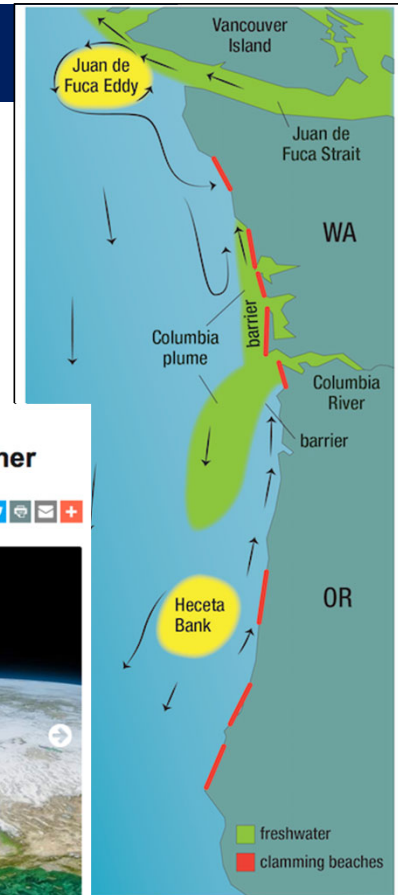 Vancouver
Island
Juan de
Fuca Eddy
Juan de
Fuca Strait
WA
barrier
Columbia
plume
Columbia
River
barrier
Heceta
Bank
OR
freshwater
clamming beaches